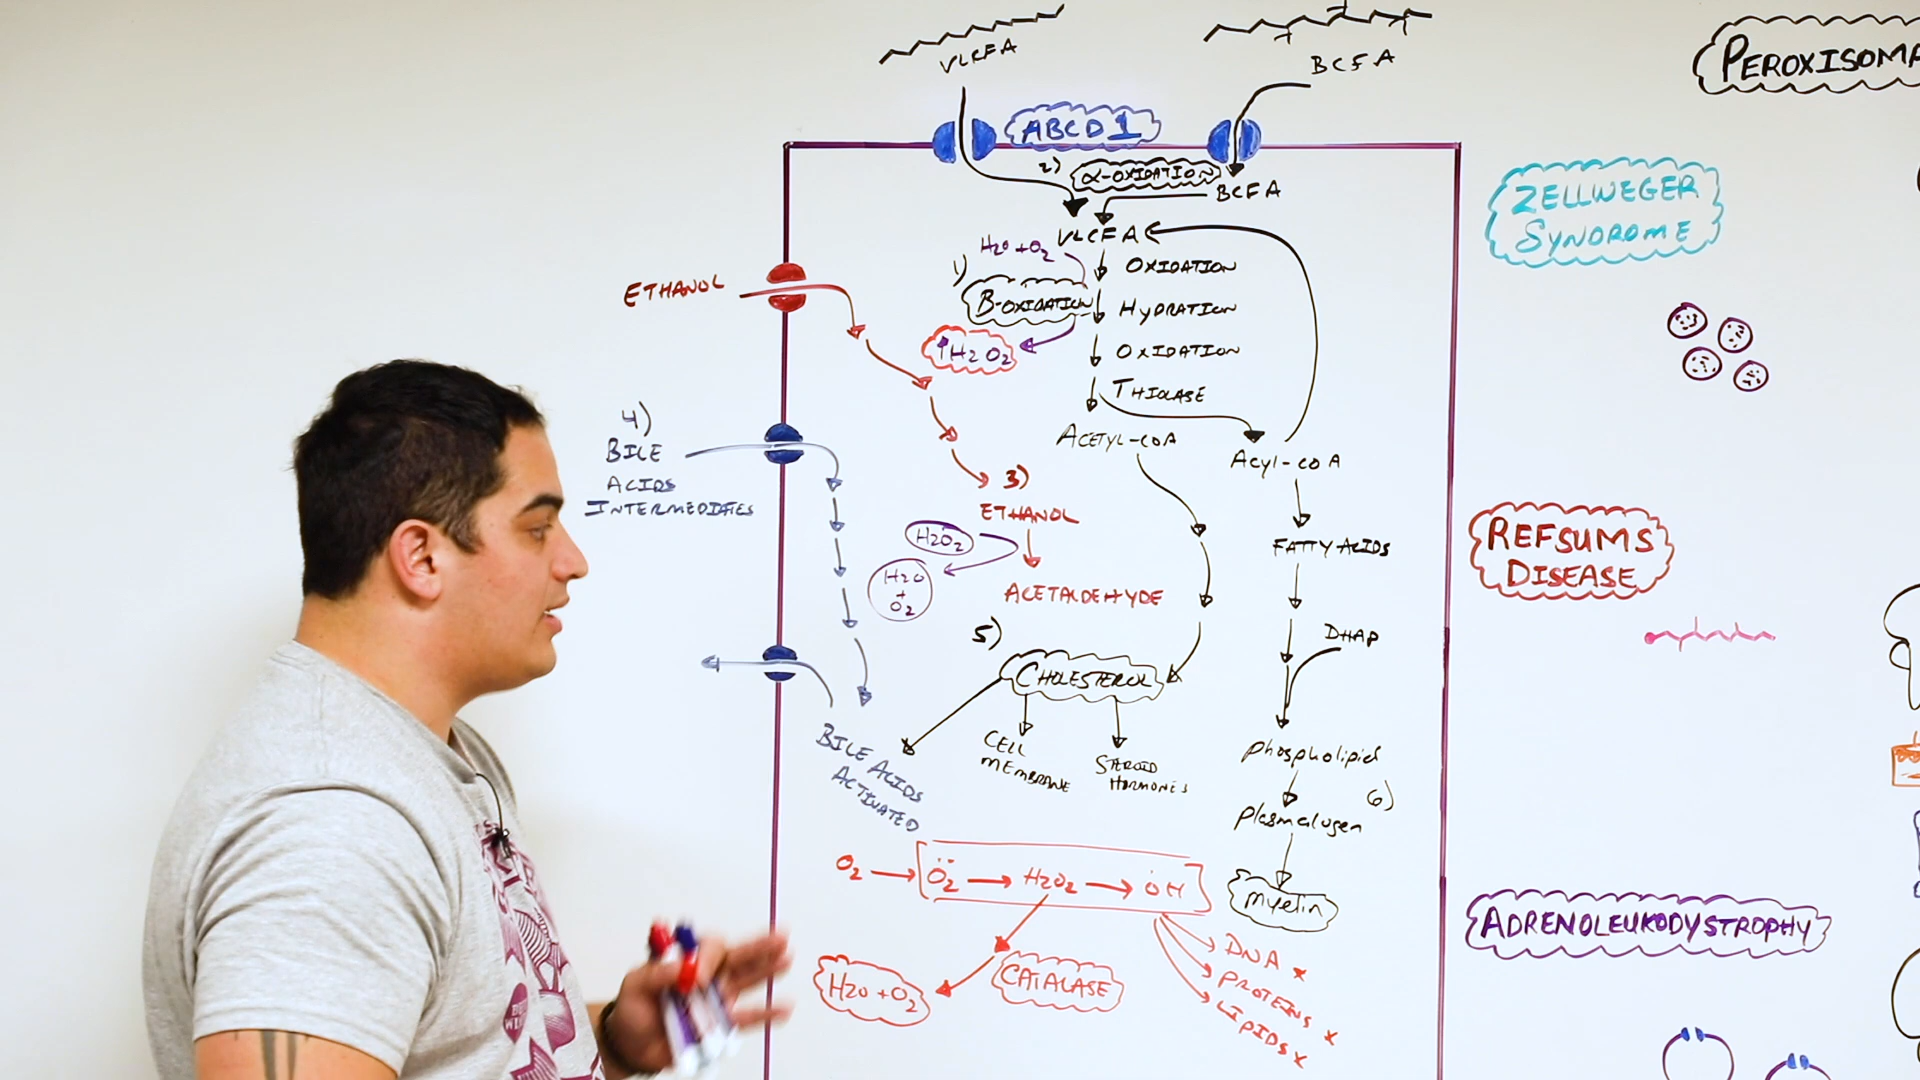 VLCFA
BCFA
PEROXISOMA
ABCD1
2)
α-OXIDATION
BCFA
VLCFA
H2O + O2
1)
OXIDATION
B-OXIDATION
HYDRATION
↑H2O2
OXIDATION
THIOLASE
ACETYL-COA
Acyl-COA
ETHANOL
4)
BILE
ACIDS
INTERMEDIATES
3)
ETHANOL
H2O2
H2O
+
O2
ACETALDEHYDE
FATTY ACIDS
DHAP
5)
CHOLESTEROL
CELL
MEMBRANE
STEROID
HORMONES
BILE ACIDS
ACTIVATED
phospholipid
6)
plasmalogen
myelin
O2 → Ö2 → H2O2 → ȮH
DNA x
PROTEINS x
LIPIDS x
CATALASE
H2O + O2
ZELLWEGER
SYNDROME
REFSUMS
DISEASE
ADRENOLEUKODYSTROPHY